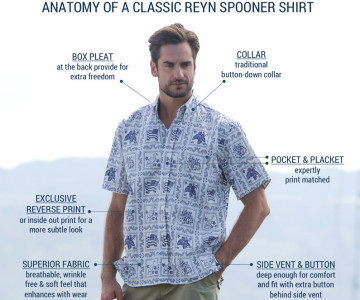 ANATOMY OF A CLASSIC REYN SPOONER SHIRT
BOX PLEAT
at the back provide for
extra freedom
COLLAR
traditional
button-down collar
POCKET & PLACKET
expertly
print matched
EXCLUSIVE
REVERSE PRINT
or inside out print for a
more subtle look
SUPERIOR FABRIC
breathable, wrinkle
free & soft feel that
enhances with wear
SIDE VENT & BUTTON
deep enough for comfort
and fit with extra button
behind side vent